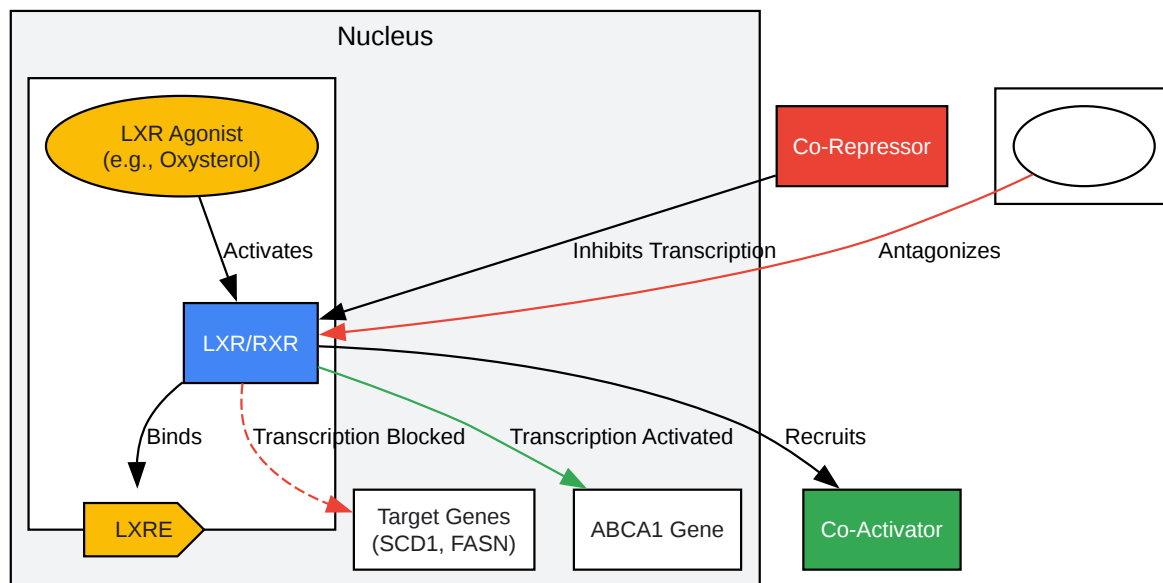 Nucleus
LXR Agonist
(e.g., Oxysterol)
Co-Repressor
Activates
Inhibits Transcription
Antagonizes
LXR/RXR
Binds
Transcription Blocked
Transcription Activated
Recruits
LXRE
Target Genes
(SCD1, FASN)
ABCA1 Gene
Co-Activator